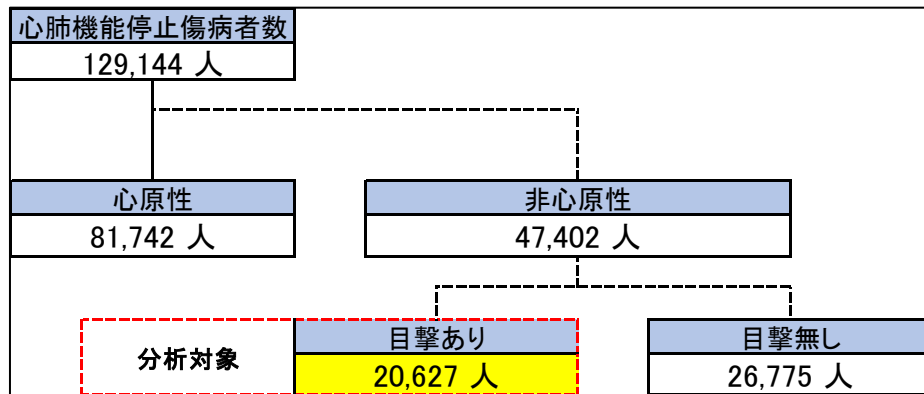 心肺機能停止傷病者数
129,144 人
心原性
81,742 人
非心原性
47,402 人
分析対象
目撃あり
20,627 人
目撃無し
26,775 人